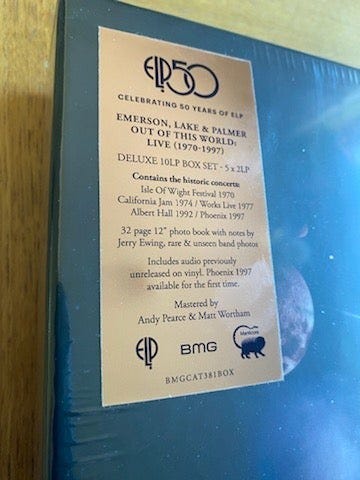 ELP50
CELEBRATING 50 YEARS OF ELP
EMERSON, LAKE & PALMER
OUT OF THIS WORLD:
LIVE (1970-1997)
DELUXE 10LP BOX SET - 5 x 2LP
Contains the historic concerts:
Isle Of Wight Festival 1970
California Jam 1974 / Works Live 1977
Albert Hall 1992 / Phoenix 1997
32 page 12" photo book with notes by
Jerry Ewing, rare & unseen band photos
Includes audio previously
unreleased on vinyl. Phoenix 1997
available for the first time.
Mastered by
Andy Pearce & Matt Wortham
ELP BMG Manticore
BMGCAT381BOX